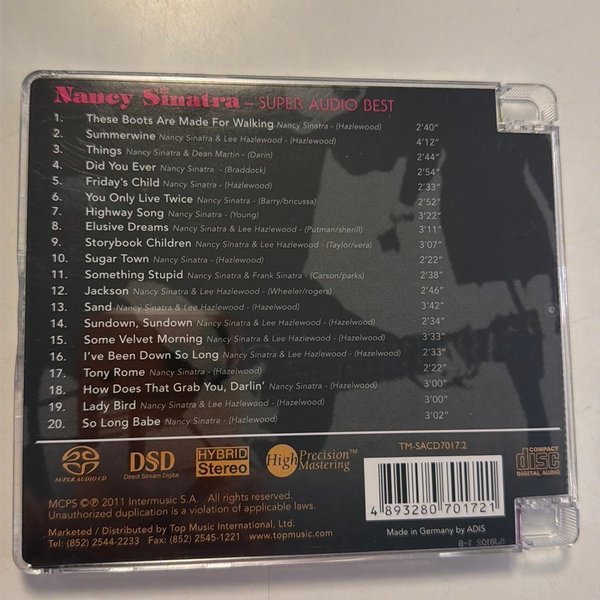 Nancy Sinatra – SUPER AUDIO BEST
1. These Boots Are Made For Walking Nancy Sinatra - (Hazlewood) 2'40"
2. Summerwine Nancy Sinatra & Lee Hazlewood - (Hazlewood) 4'12"
3. Things Nancy Sinatra & Dean Martin - (Darin) 2'44"
4. Did You Ever Nancy Sinatra - (Braddock) 2'54"
5. Friday's Child Nancy Sinatra - (Hazlewood) 2'33"
6. You Only Live Twice Nancy Sinatra - (Barry/bricussa) 2'52"
7. Highway Song Nancy Sinatra - (Young) 3'22"
8. Elusive Dreams Nancy Sinatra & Lee Hazlewood - (Putman/sherill) 3'11"
9. Storybook Children Nancy Sinatra & Lee Hazlewood - (Taylor/vera) 3'07"
10. Sugar Town Nancy Sinatra - (Hazlewood) 2'22"
11. Something Stupid Nancy Sinatra & Frank Sinatra - (Carson/parks) 2'38"
12. Jackson Nancy Sinatra & Lee Hazlewood - (Wheeler/rogers) 2'46"
13. Sand Nancy Sinatra & Lee Hazlewood - (Hazelwood) 3'42"
14. Sundown, Sundown Nancy Sinatra & Lee Hazlewood - (Hazlewood) 2'34"
15. Some Velvet Morning Nancy Sinatra & Lee Hazlewood - (Hazlewood) 2'33"
16. I've Been Down So Long Nancy Sinatra & Lee Hazlewood - (Hazlewood) 2'33"
17. Tony Rome Nancy Sinatra - (Hazlewood) 2'22"
18. How Does That Grab You, Darlin' Nancy Sinatra - (Hazlewood) 3'00"
19. Lady Bird Nancy Sinatra & Lee Hazlewood - (Hazlewood) 3'00"
20. So Long Babe Nancy Sinatra - (Hazlewood) 3'02"
SUPER AUDIO CD
DSD
Direct Stream Digital
HYBRID
Stereo
High Precision™
Mastering
TM-SACD7017.2
4 893280 701721
COMPACT
disc
DIGITAL AUDIO
MCPS ©℗ 2011 Intermusic S.A. All rights reserved.
Unauthorized duplication is a violation of applicable laws.
Marketed / Distributed by Top Music International, Ltd.
Tel: (852) 2544-2233 Fax: (852) 2545-1221 www.topmusic.com
Made in Germany by ADIS